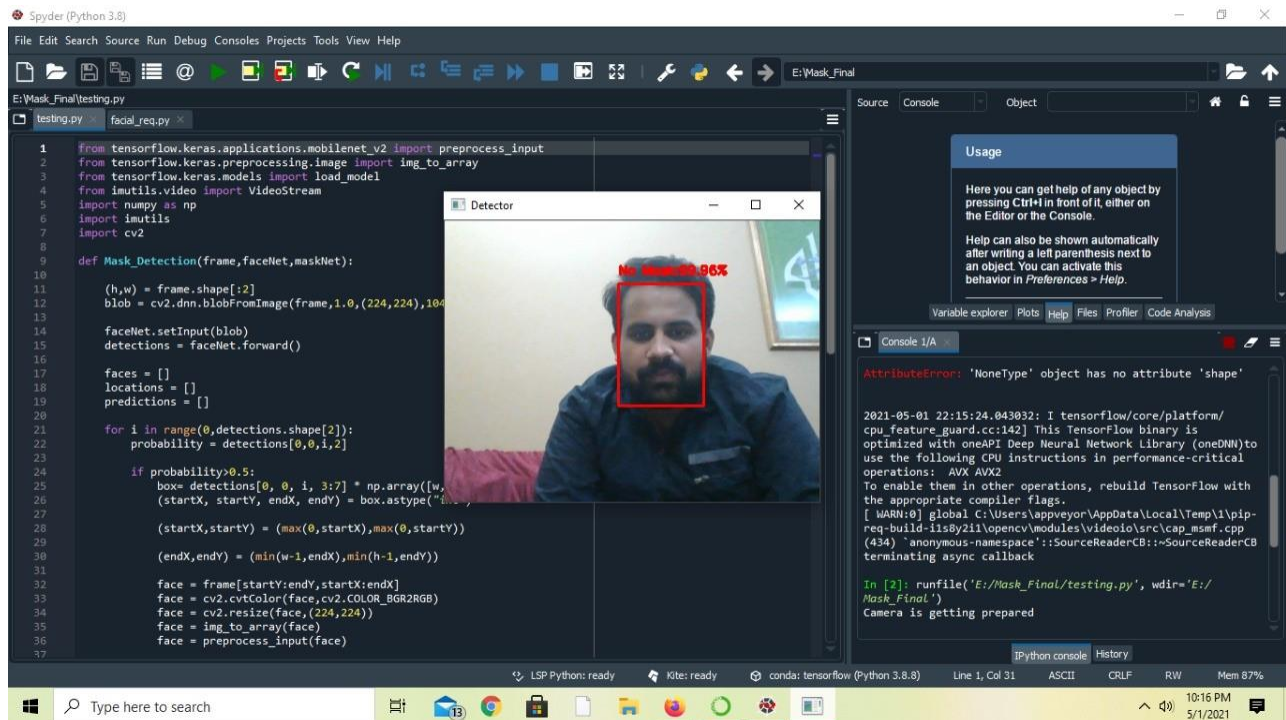 Spyder (Python 3.8)
File Edit Search Source Run Debug Consoles Projects Tools View Help
E:\Mask_Final
E:\Mask_Final\testing.py
testing.py
facial_req.py
1 from tensorflow.keras.applications.mobilenet_v2 import preprocess_input
2 from tensorflow.keras.preprocessing.image import img_to_array
3 from tensorflow.keras.models import load_model
4 from imutils.video import VideoStream
5 import numpy as np
6 import imutils
7 import cv2
8
9 def Mask_Detection(frame,faceNet,maskNet):
10
11 (h,w) = frame.shape[:2]
12 blob = cv2.dnn.blobFromImage(frame,1.0,(224,224),104
13
14 faceNet.setInput(blob)
15 detections = faceNet.forward()
16
17 faces = []
18 locations = []
19 predictions = []
20
21 for i in range(0,detections.shape[2]):
22 probability = detections[0,0,i,2]
23
24 if probability>0.5:
25 box= detections[0, 0, i, 3:7] * np.array([w,
26 (startX, startY, endX, endY) = box.astype("
27
28 (startX,startY) = (max(0,startX),max(0,startY))
29
30 (endX,endY) = (min(w-1,endX),min(h-1,endY))
31
32 face = frame[startY:endY,startX:endX]
33 face = cv2.cvtColor(face,cv2.COLOR_BGR2RGB)
34 face = cv2.resize(face,(224,224))
35 face = img_to_array(face)
36 face = preprocess_input(face)
37
Detector
No Mask:99.96%
Source Console Object
Usage
Here you can get help of any object by
pressing Ctrl+I in front of it, either on
the Editor or the Console.
Help can also be shown automatically
after writing a left parenthesis next to
an object. You can activate this
behavior in Preferences > Help.
Variable explorer Plots Help Files Profiler Code Analysis
Console 1/A
AttributeError: 'NoneType' object has no attribute 'shape'
2021-05-01 22:15:24.043032: I tensorflow/core/platform/
cpu_feature_guard.cc:142] This TensorFlow binary is
optimized with oneAPI Deep Neural Network Library (oneDNN)to
use the following CPU instructions in performance-critical
operations: AVX AVX2
To enable them in other operations, rebuild TensorFlow with
the appropriate compiler flags.
[ WARN:0] global C:\Users\appveyor\AppData\Local\Temp\1\pip-
req-build-i1s8y2i1\opencv\modules\videoio\src\cap_msmf.cpp
(434) `anonymous-namespace'::SourceReaderCB::~SourceReaderCB
terminating async callback
In [2]: runfile('E:/Mask_Final/testing.py', wdir='E:/
Mask_Final')
Camera is getting prepared
IPython console History
LSP Python: ready Kite: ready conda: tensorflow (Python 3.8.8) Line 1, Col 31 ASCII CRLF RW Mem 87%
Type here to search
13
10:16 PM
5/1/2021